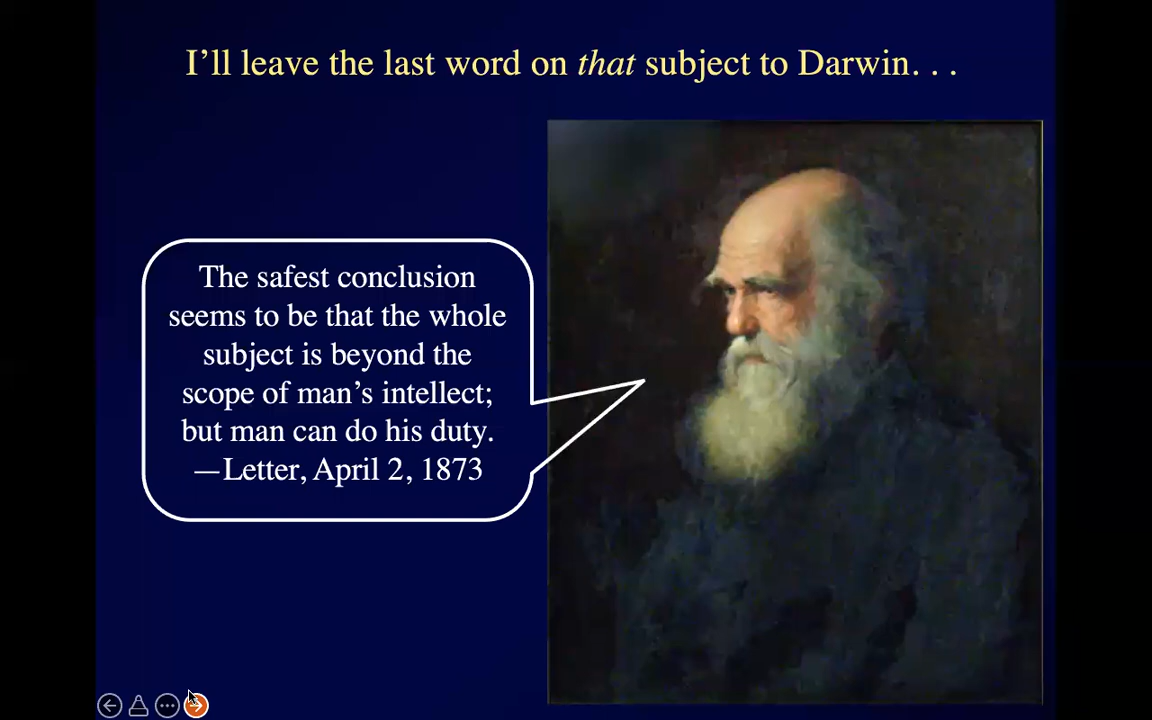 I’ll leave the last word on that subject to Darwin. . .
The safest conclusion
seems to be that the whole
subject is beyond the
scope of man’s intellect;
but man can do his duty.
—Letter, April 2, 1873